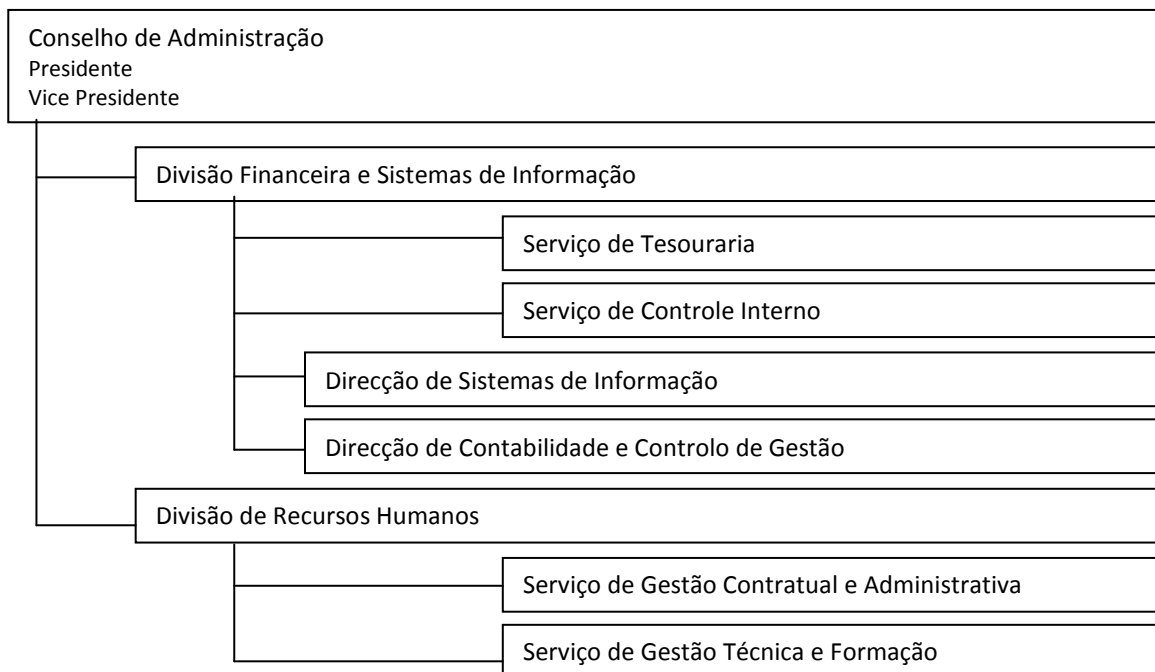 Conselho de Administração
Presidente
Vice Presidente
Divisão Financeira e Sistemas de Informação
Serviço de Tesouraria
Serviço de Controle Interno
Direcção de Sistemas de Informação
Direcção de Contabilidade e Controlo de Gestão
Divisão de Recursos Humanos
Serviço de Gestão Contratual e Administrativa
Serviço de Gestão Técnica e Formação